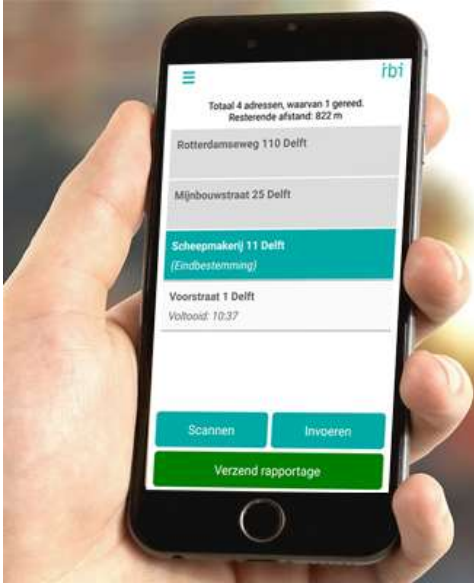 rbi
Totaal 4 adressen, waarvan 1 gereed.
Resterende afstand: 822 m
Rotterdamseweg 110 Delft
Mijnbouwstraat 25 Delft
Scheepmakerij 11 Delft
(Eindbestemming)
Voorstraat 1 Delft
Voltooid: 10:37
Scannen
Invoeren
Verzend rapportage